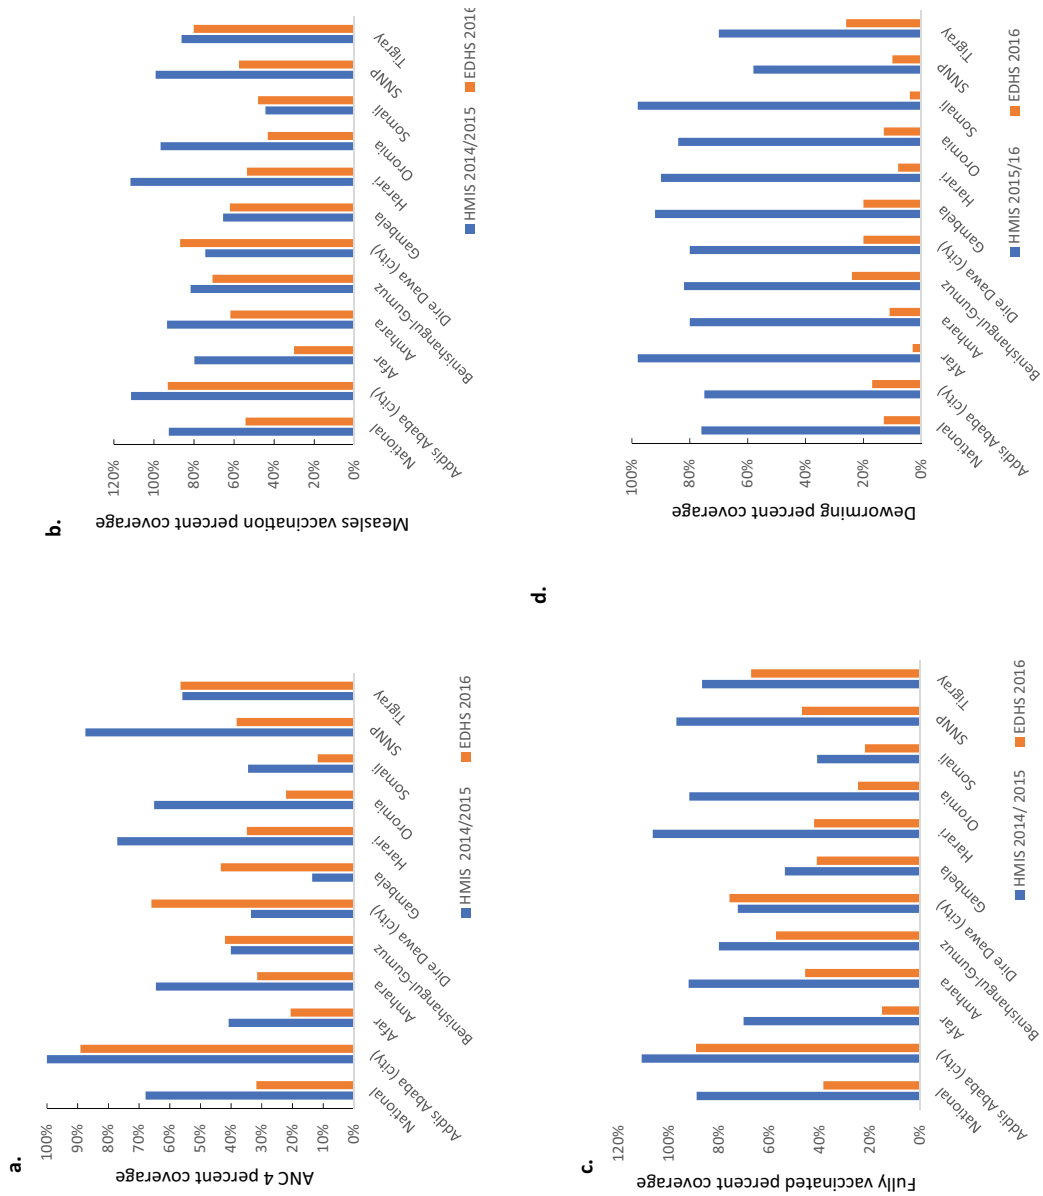 a.
ANC 4 percent coverage
100%
90%
80%
70%
60%
50%
40%
30%
20%
10%
0%
National
Addis Ababa (city)
Afar
Amhara
Benishangul-Gumuz
Dire Dawa (city)
Gambela
Harari
Oromia
Somali
SNNP
Tigray
HMIS 2014/2015
EDHS 2016
b.
Measles vaccination percent coverage
120%
100%
80%
60%
40%
20%
0%
National
Addis Ababa (city)
Afar
Amhara
Benishangul-Gumuz
Dire Dawa (city)
Gambela
Harari
Oromia
Somali
SNNP
Tigray
HMIS 2014/2015
EDHS 2016
c.
Fully vaccinated percent coverage
120%
100%
80%
60%
40%
20%
0%
National
Addis Ababa (city)
Afar
Amhara
Benishangul-Gumuz
Dire Dawa (city)
Gambela
Harari
Oromia
Somali
SNNP
Tigray
HMIS 2014/ 2015
EDHS 2016
d.
Deworming percent coverage
100%
80%
60%
40%
20%
0%
National
Addis Ababa (city)
Afar
Amhara
Benishangul-Gumuz
Dire Dawa (city)
Gambela
Harari
Oromia
Somali
SNNP
Tigray
HMIS 2015/16
EDHS 2016